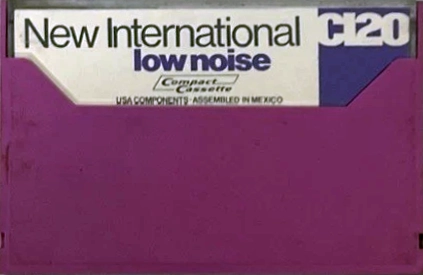 New International C120
low noise
Compact
Cassette
USA COMPONENTS - ASSEMBLED IN MEXICO